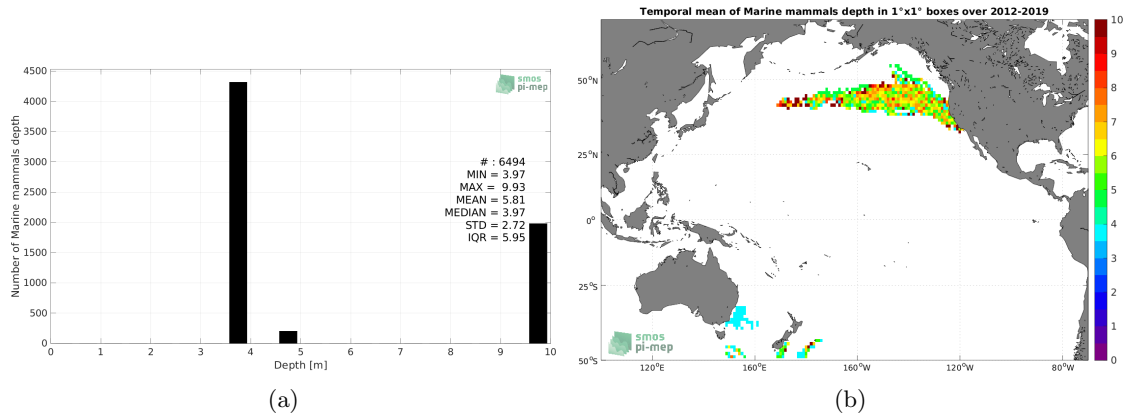 4500
4000
3500
3000
2500
2000
1500
1000
500
0
Number of Marine mammals depth
smos
pi-mep
# : 6494
MIN = 3.97
MAX = 9.93
MEAN = 5.81
MEDIAN = 3.97
STD = 2.72
IQR = 5.95
0 1 2 3 4 5 6 7 8 9 10
Depth [m]
(a)
Temporal mean of Marine mammals depth in 1°x1° boxes over 2012-2019
50°N
25°N
0°
25°S
50°S
smos
pi-mep
120°E 160°E 160°W 120°W 80°W
10
9
8
7
6
5
4
3
2
1
0
(b)